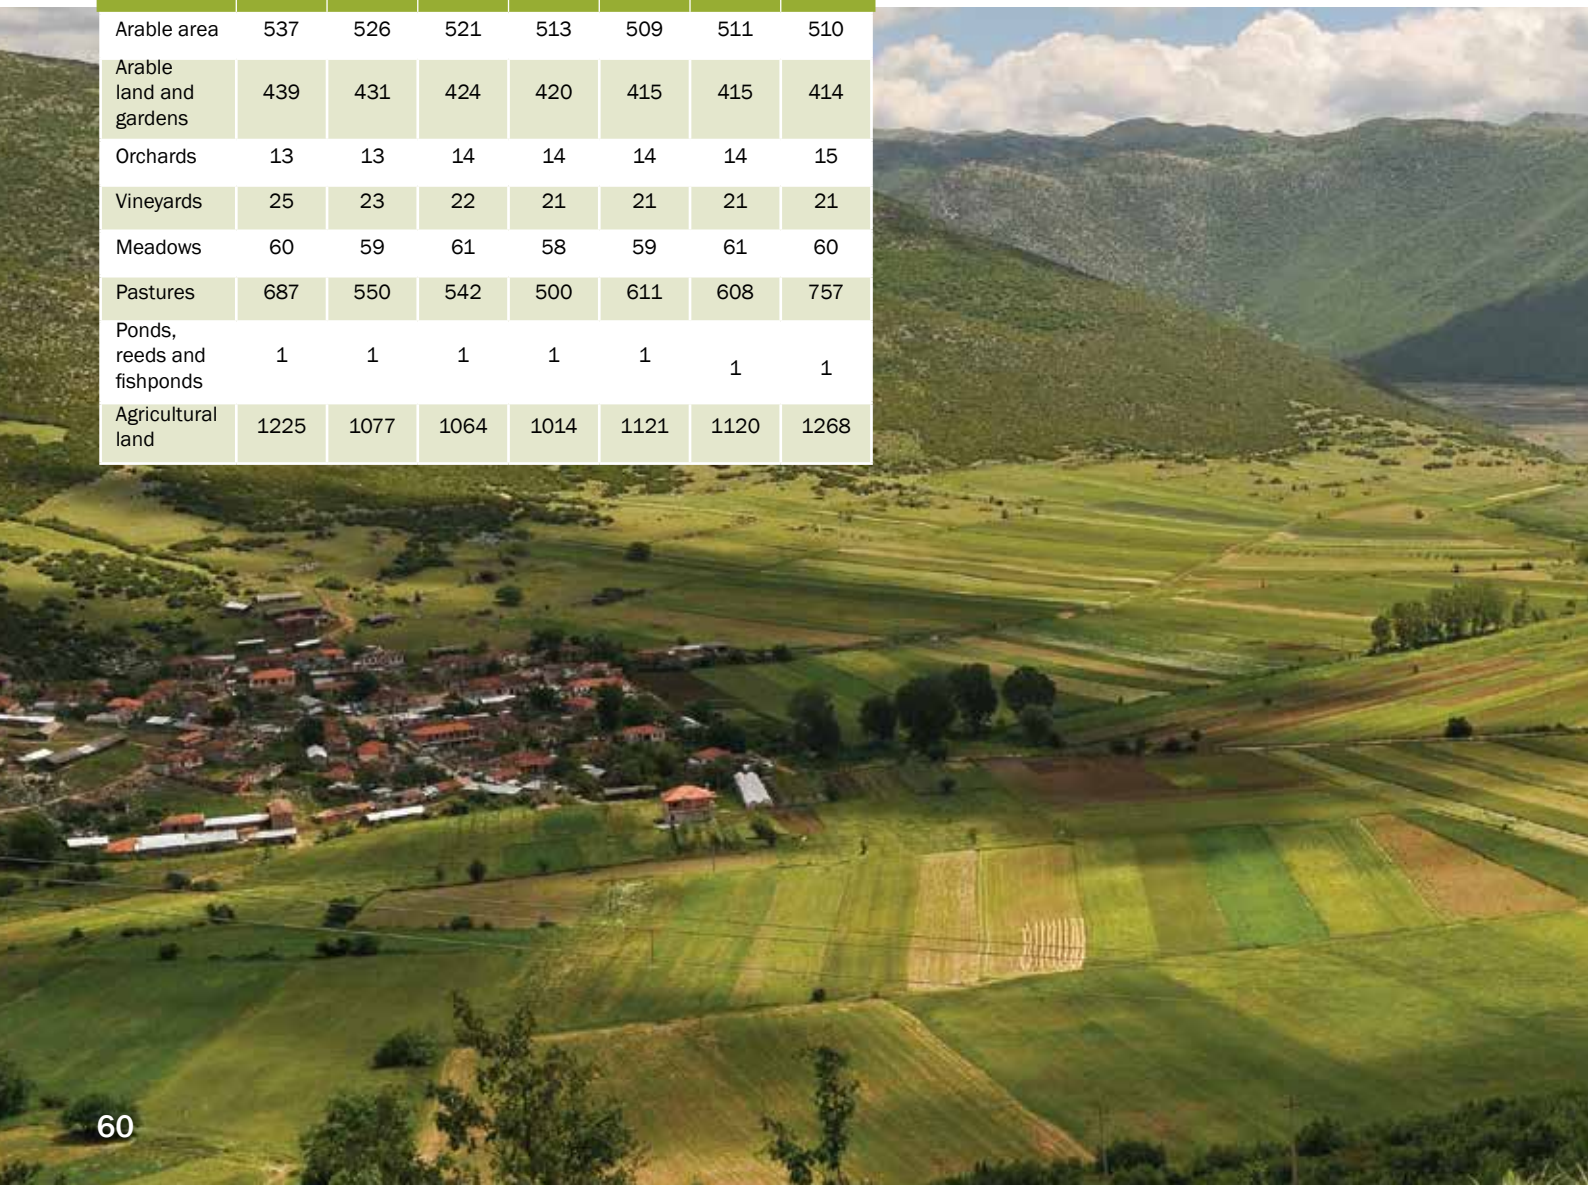 Arable area 537 526 521 513 509 511 510
Arable
land and
gardens
439 431 424 420 415 415 414
Orchards 13 13 14 14 14 14 15
Vineyards 25 23 22 21 21 21 21
Meadows 60 59 61 58 59 61 60
Pastures 687 550 542 500 611 608 757
Ponds,
reeds and
fishponds
1 1 1 1 1 1 1
Agricultural
land
1225 1077 1064 1014 1121 1120 1268
60